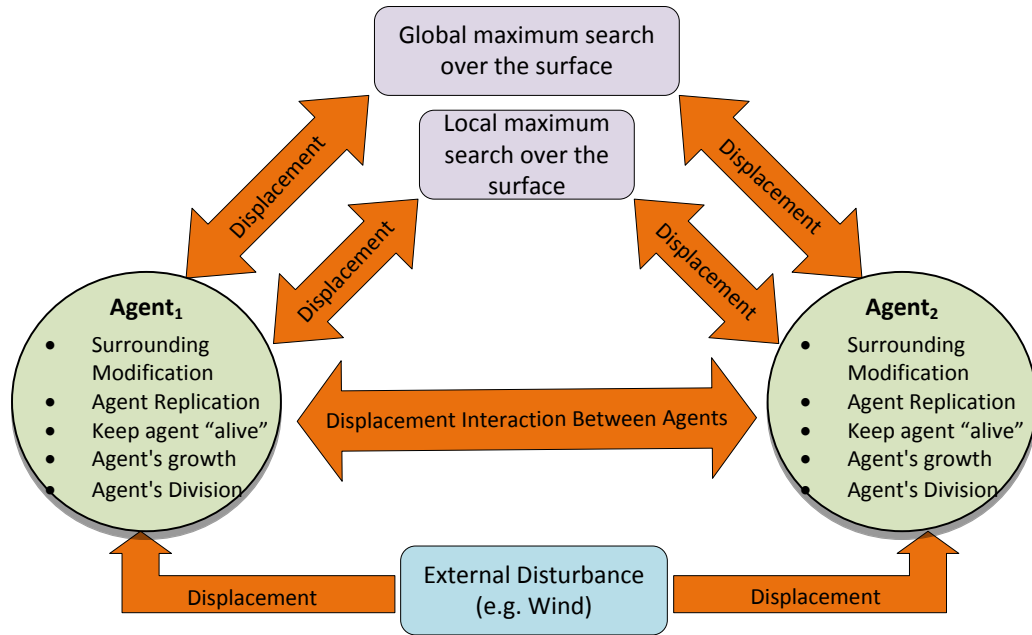 Global maximum search
over the surface
Local maximum
search over the
surface
Displacement
Displacement
Displacement
Displacement
Agent₁
• Surrounding
Modification
• Agent Replication
• Keep agent “alive”
• Agent's growth
• Agent's Division
Displacement Interaction Between Agents
Agent₂
• Surrounding
Modification
• Agent Replication
• Keep agent “alive”
• Agent's growth
• Agent's Division
Displacement
External Disturbance
(e.g. Wind)
Displacement